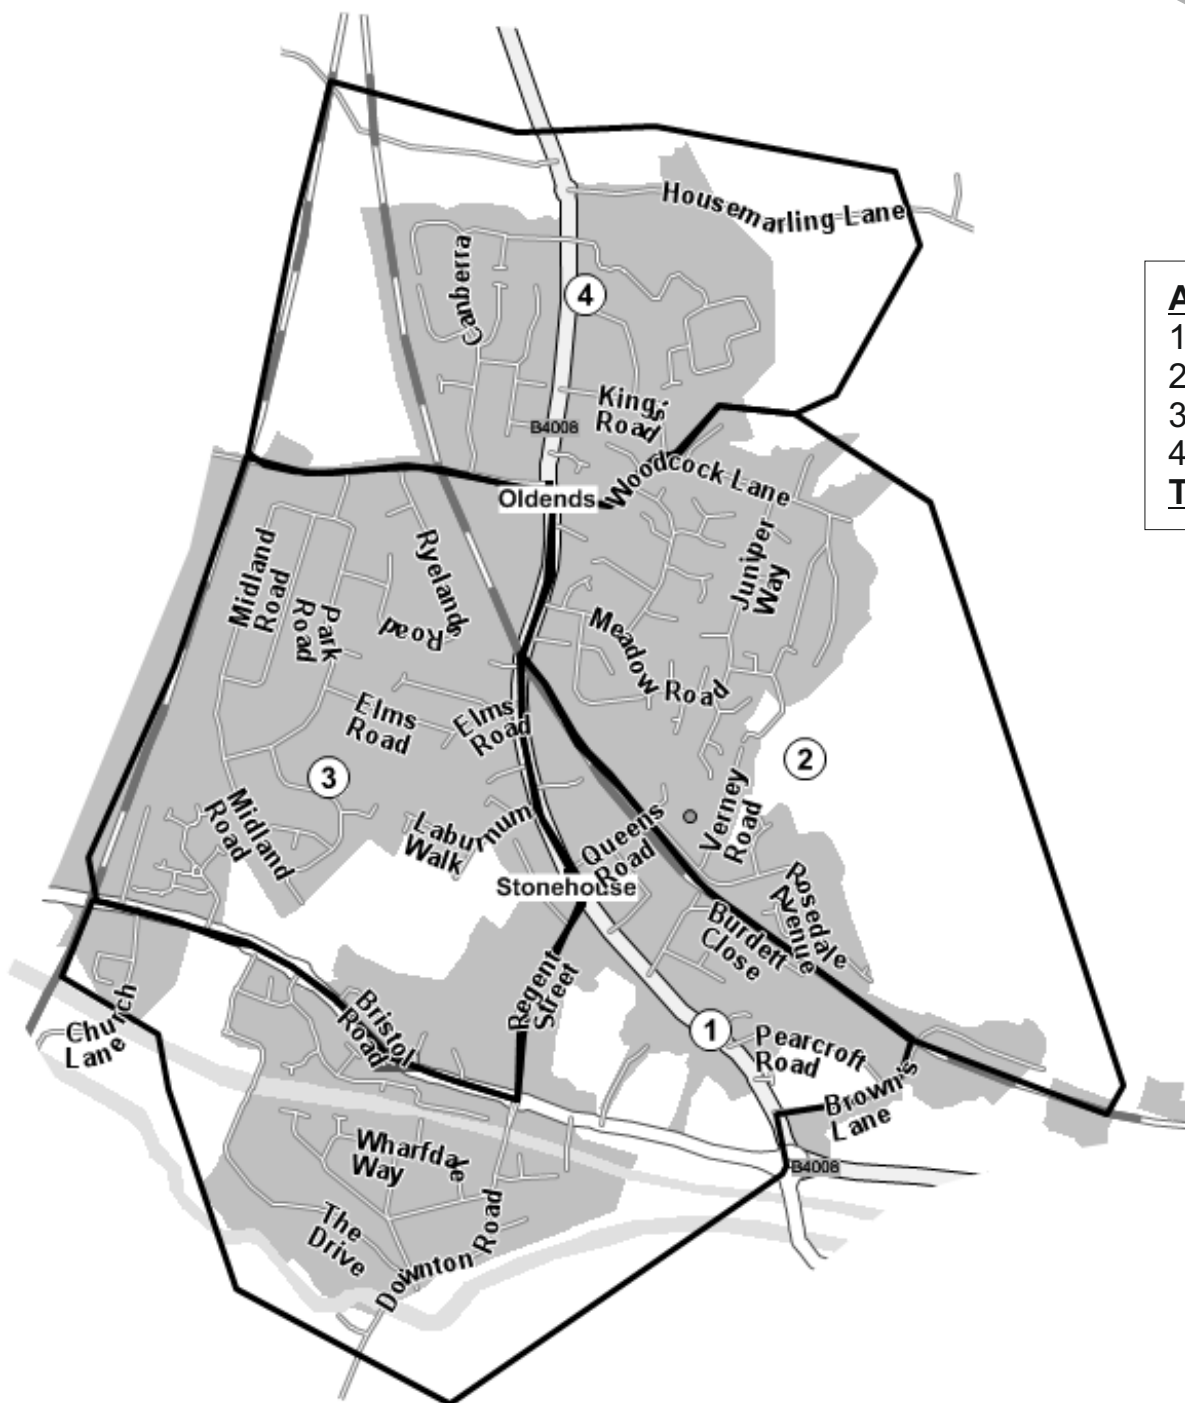 Housemarling Lane
Canberra
4
King's
Road
B4008
Woodcock Lane
Oldends
A
1
2
3
4
T
Midland
Road
Park
Road
Ryelands
Road
Juniper
Way
Meadow Road
Elms
Road
Elms
Road
3
2
Midland
Road
Laburnum
Walk
Queens
Road
Verney
Road
Stonehouse
Rosedale
Avenue
Burdett
Close
Regent
Street
Church
Lane
Bristol
Road
1
Pearcroft
Road
Brown's
Lane
B4008
Wharfdale
Way
The
Drive
Downton Road